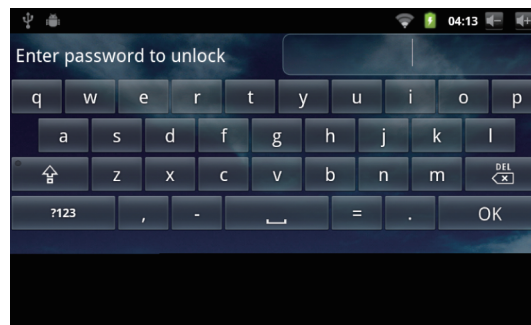 04:13
Enter password to unlock
q w e r t y u i o p
a s d f g h j k l
z x c v b n m DEL
?123 , - = . OK